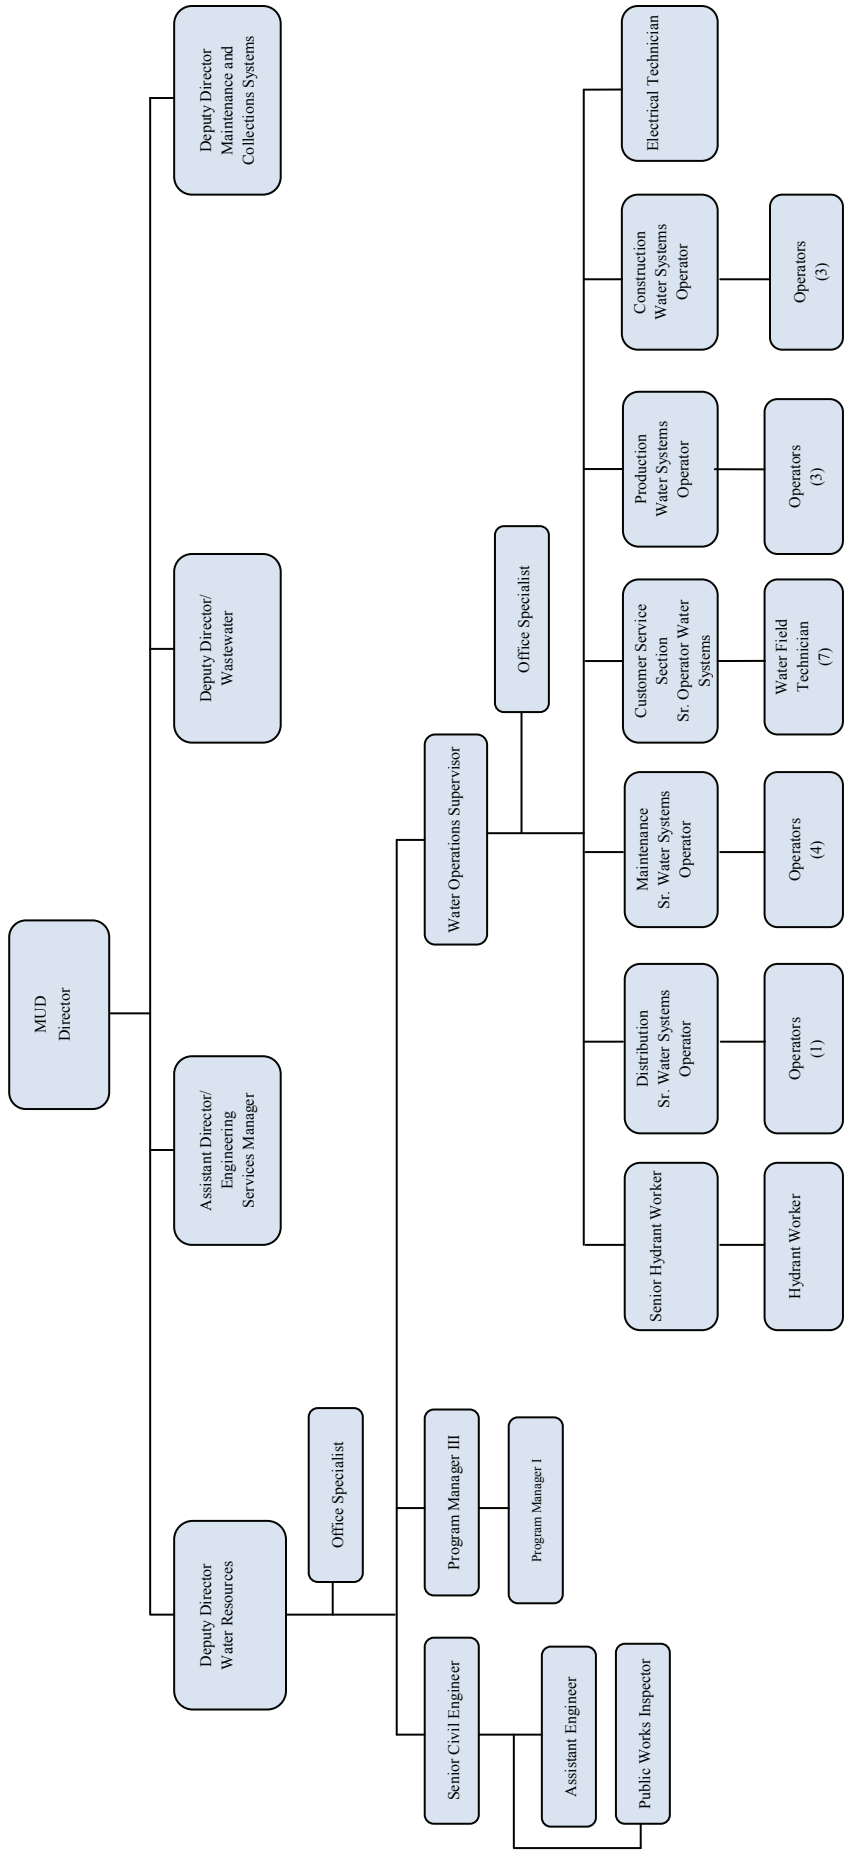 MUD
Director
Deputy Director
Water Resources
Assistant Director/
Engineering
Services Manager
Deputy Director/
Wastewater
Deputy Director
Maintenance and
Collections Systems
Office Specialist
Senior Civil Engineer
Program Manager III
Water Operations Supervisor
Assistant Engineer
Public Works Inspector
Program Manager I
Office Specialist
Senior Hydrant Worker
Distribution
Sr. Water Systems
Operator
Maintenance
Sr. Water Systems
Operator
Customer Service
Section
Sr. Operator Water
Systems
Production
Water Systems
Operator
Construction
Water Systems
Operator
Electrical Technician
Hydrant Worker
Operators
(1)
Operators
(4)
Water Field
Technician
(7)
Operators
(3)
Operators
(3)